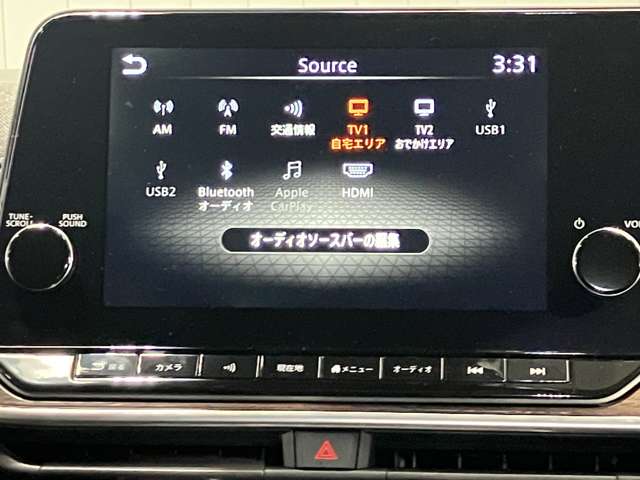 Source 3:31
AM FM 交通情報 TV1 TV2 USB1
自宅エリア おでかけエリア
USB2 Bluetooth Apple HDMI
オーディオ CarPlay
TUNE- PUSH
SCROLL SOUND
VOL
オーディオソースバーの編集
戻る カメラ 現在地 メニュー オーディオ